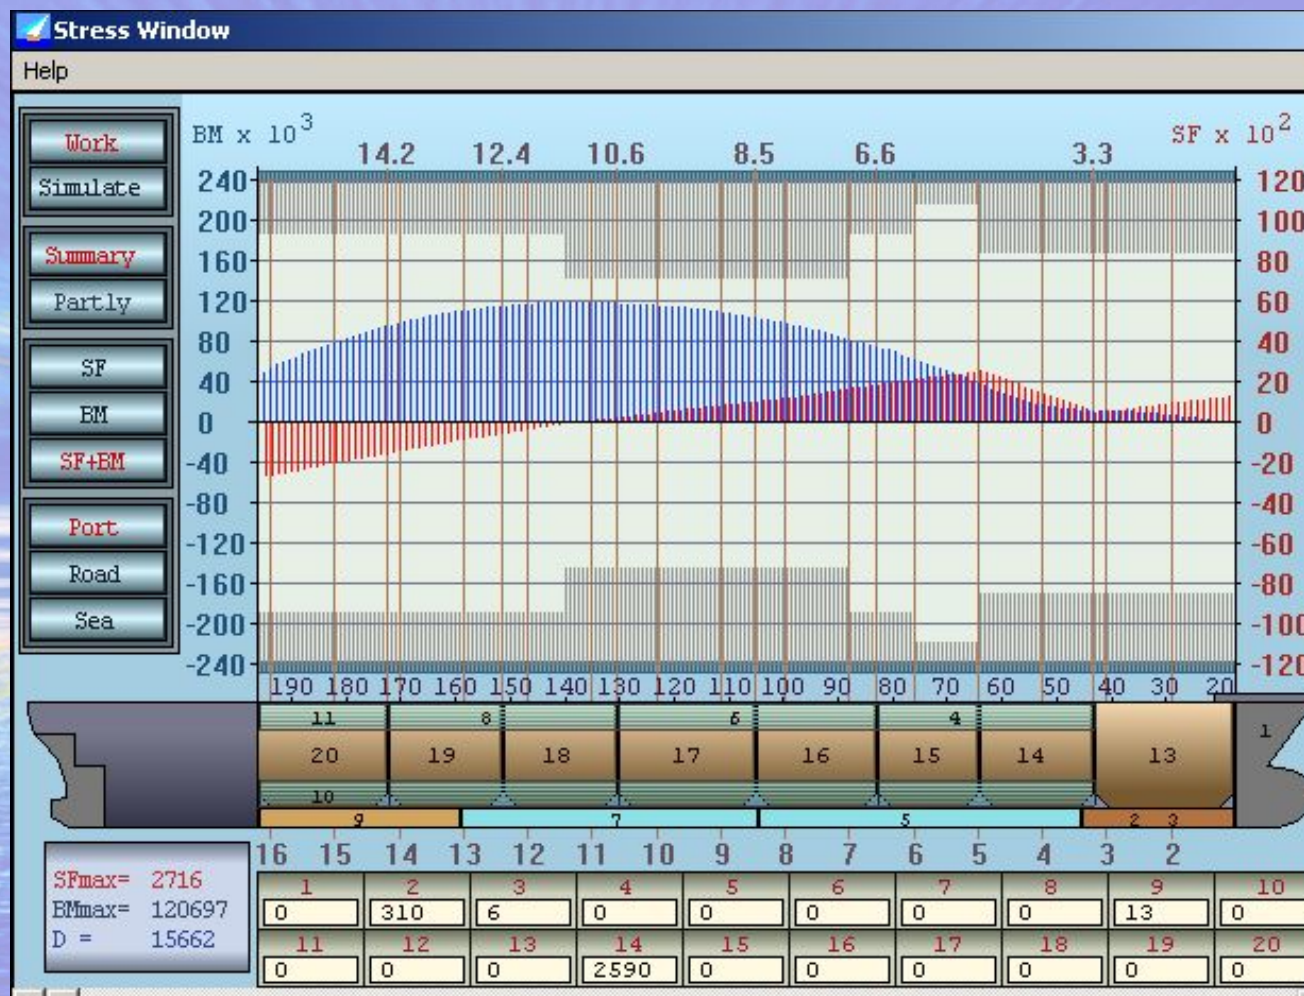 Stress Window
Help
Work
Simulate
Summary
Partly
SF
BM
SF+BM
Port
Road
Sea
BM x 10^3
SF x 10^2
14.2 12.4 10.6 8.5 6.6 3.3
240 120
200 100
160 80
120 60
80 40
40 20
0 0
-40 -20
-80 -40
-120 -60
-160 -80
-200 -100
-240 -120
190 180 170 160 150 140 130 120 110 100 90 80 70 60 50 40 30 20
11 8 6 4 1
20 19 18 17 16 15 14 13
10
9 7 5 2 3
16 15 14 13 12 11 10 9 8 7 6 5 4 3 2
SFmax= 2716
BMmax= 120697
D = 15662
1 2 3 4 5 6 7 8 9 10
0 310 6 0 0 0 0 0 13 0
11 12 13 14 15 16 17 18 19 20
0 0 0 2590 0 0 0 0 0 0